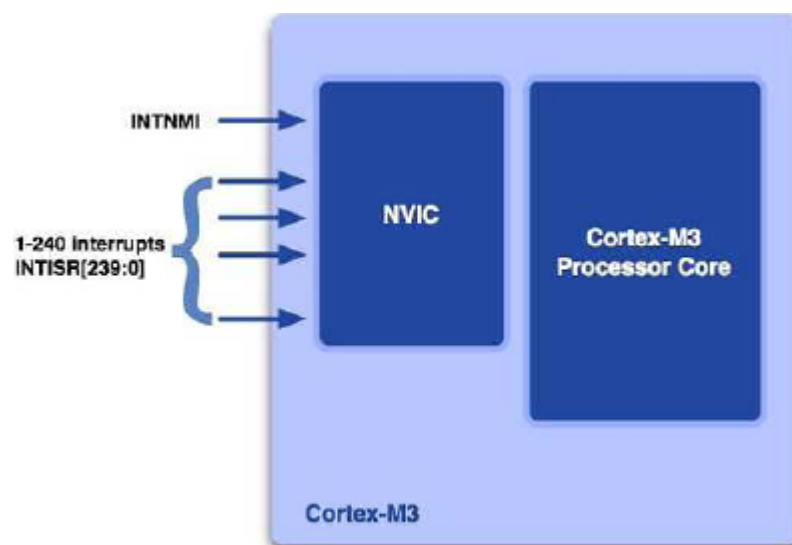 INTNMI
1-240 interrupts
INTISR[239:0]
NVIC
Cortex-M3
Processor Core
Cortex-M3